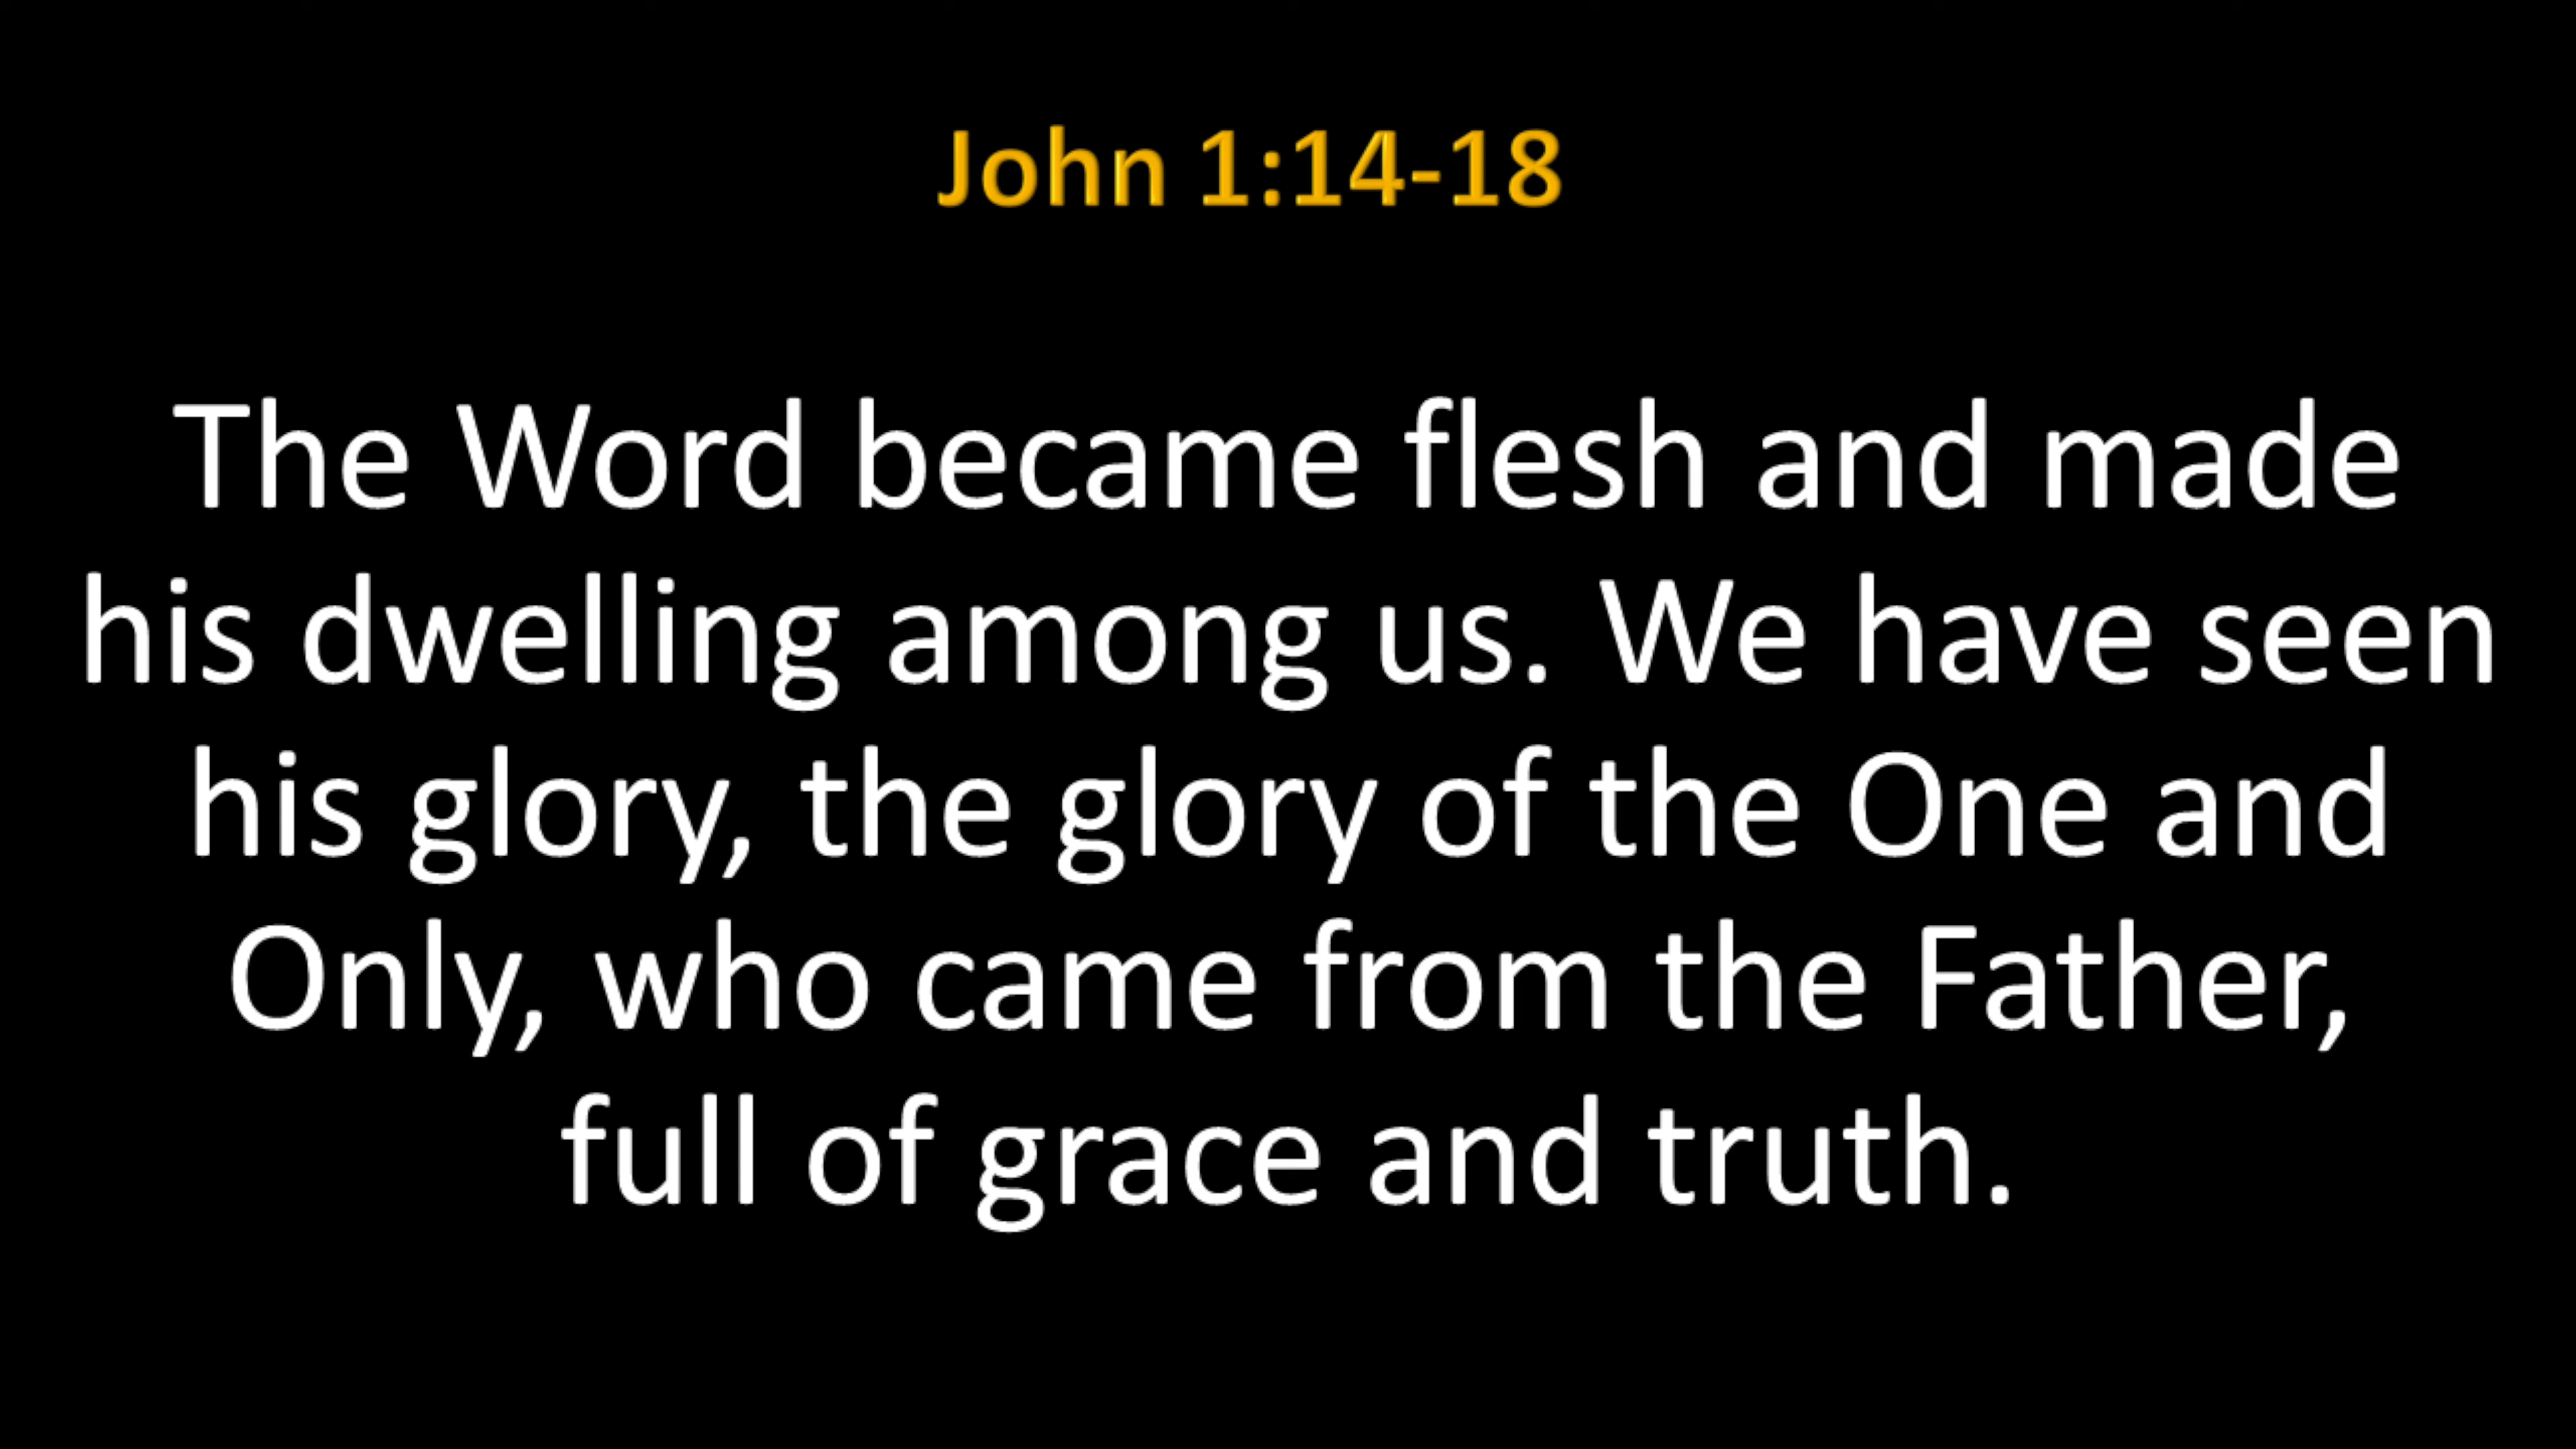 John 1:14-18
The Word became flesh and made
his dwelling among us. We have seen
his glory, the glory of the One and
Only, who came from the Father,
full of grace and truth.